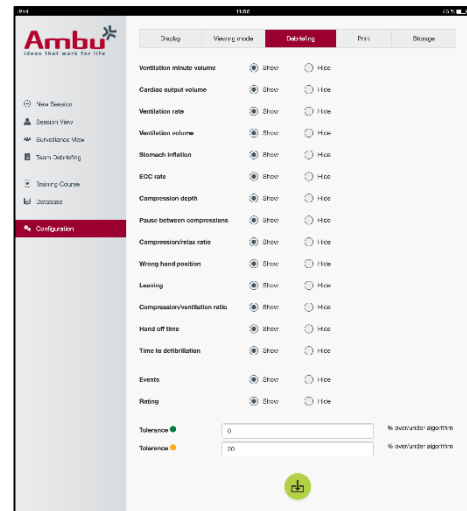 iPad 11:50 45 %
Ambu
Ideas that work for life
Display Viewing mode Debriefing Print Storage
Ventilation minute volume Show Hide
Cardiac output volume Show Hide
Ventilation rate Show Hide
New Session
Ventilation volume Show Hide
Session View
Surveillance View
Stomach inflation Show Hide
Team Debriefing
ECC rate Show Hide
Training Course
Compression depth Show Hide
Database
Pause between compressions Show Hide
Configuration
Compression/relax ratio Show Hide
Wrong hand position Show Hide
Leaning Show Hide
Compression/ventilation ratio Show Hide
Hand off time Show Hide
Time to defibrillation Show Hide
Events Show Hide
Rating Show Hide
Tolerance 0 % over/under algorithm
Tolerance 20 % over/under algorithm